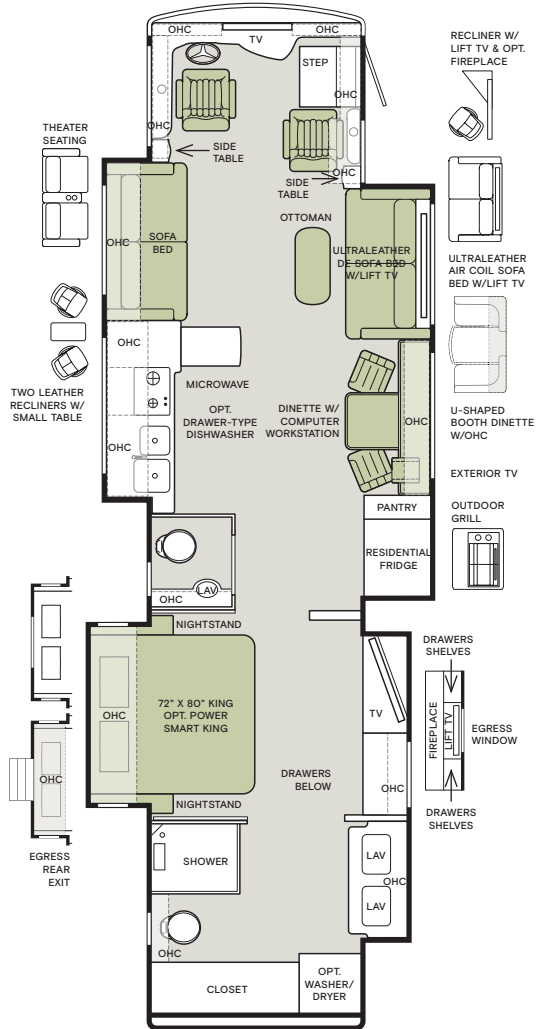 OHC
TV
OHC
RECLINER W/
LIFT TV & OPT.
FIREPLACE
STEP
OHC
OHC
THEATER
SEATING
SIDE
TABLE
SIDE
TABLE
OHC
OTTOMAN
OHC
SOFA
BED
ULTRALEATHER
DE SOFA BED
W/LIFT TV
ULTRALEATHER
AIR COIL SOFA
BED W/LIFT TV
OHC
MICROWAVE
TWO LEATHER
RECLINERS W/
SMALL TABLE
OPT.
DRAWER-TYPE
DISHWASHER
DINETTE W/
COMPUTER
WORKSTATION
OHC
U-SHAPED
BOOTH DINETTE
W/OHC
OHC
EXTERIOR TV
PANTRY
OUTDOOR
GRILL
RESIDENTIAL
FRIDGE
LAV
OHC
NIGHTSTAND
72" X 80" KING
OPT. POWER
SMART KING
OHC
TV
DRAWERS
SHELVES
FIREPLACE
LIFT TV
EGRESS
WINDOW
DRAWERS
SHELVES
OHC
DRAWERS
BELOW
OHC
NIGHTSTAND
EGRESS
REAR
EXIT
SHOWER
LAV
OHC
LAV
OHC
CLOSET
OPT.
WASHER/
DRYER